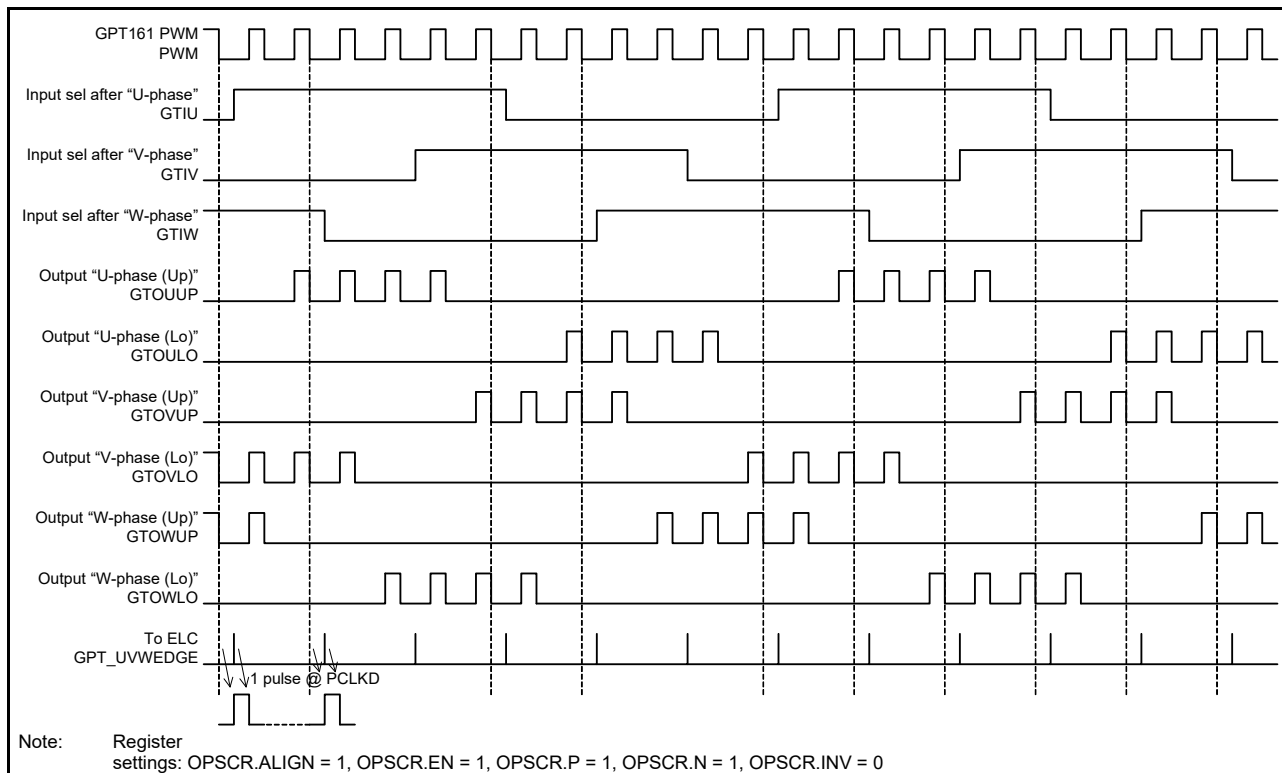 GPT161 PWM
PWM
Input sel after “U-phase”
GTIU
Input sel after “V-phase”
GTIV
Input sel after “W-phase”
GTIW
Output “U-phase (Up)”
GTOUUP
Output “U-phase (Lo)”
GTOULO
Output “V-phase (Up)”
GTOVUP
Output “V-phase (Lo)”
GTOVLO
Output “W-phase (Up)”
GTOWUP
Output “W-phase (Lo)”
GTOWLO
To ELC
GPT_UVWEDGE
1 pulse @ PCLKD
Note: Register
settings: OPSCR.ALIGN = 1, OPSCR.EN = 1, OPSCR.P = 1, OPSCR.N = 1, OPSCR.INV = 0